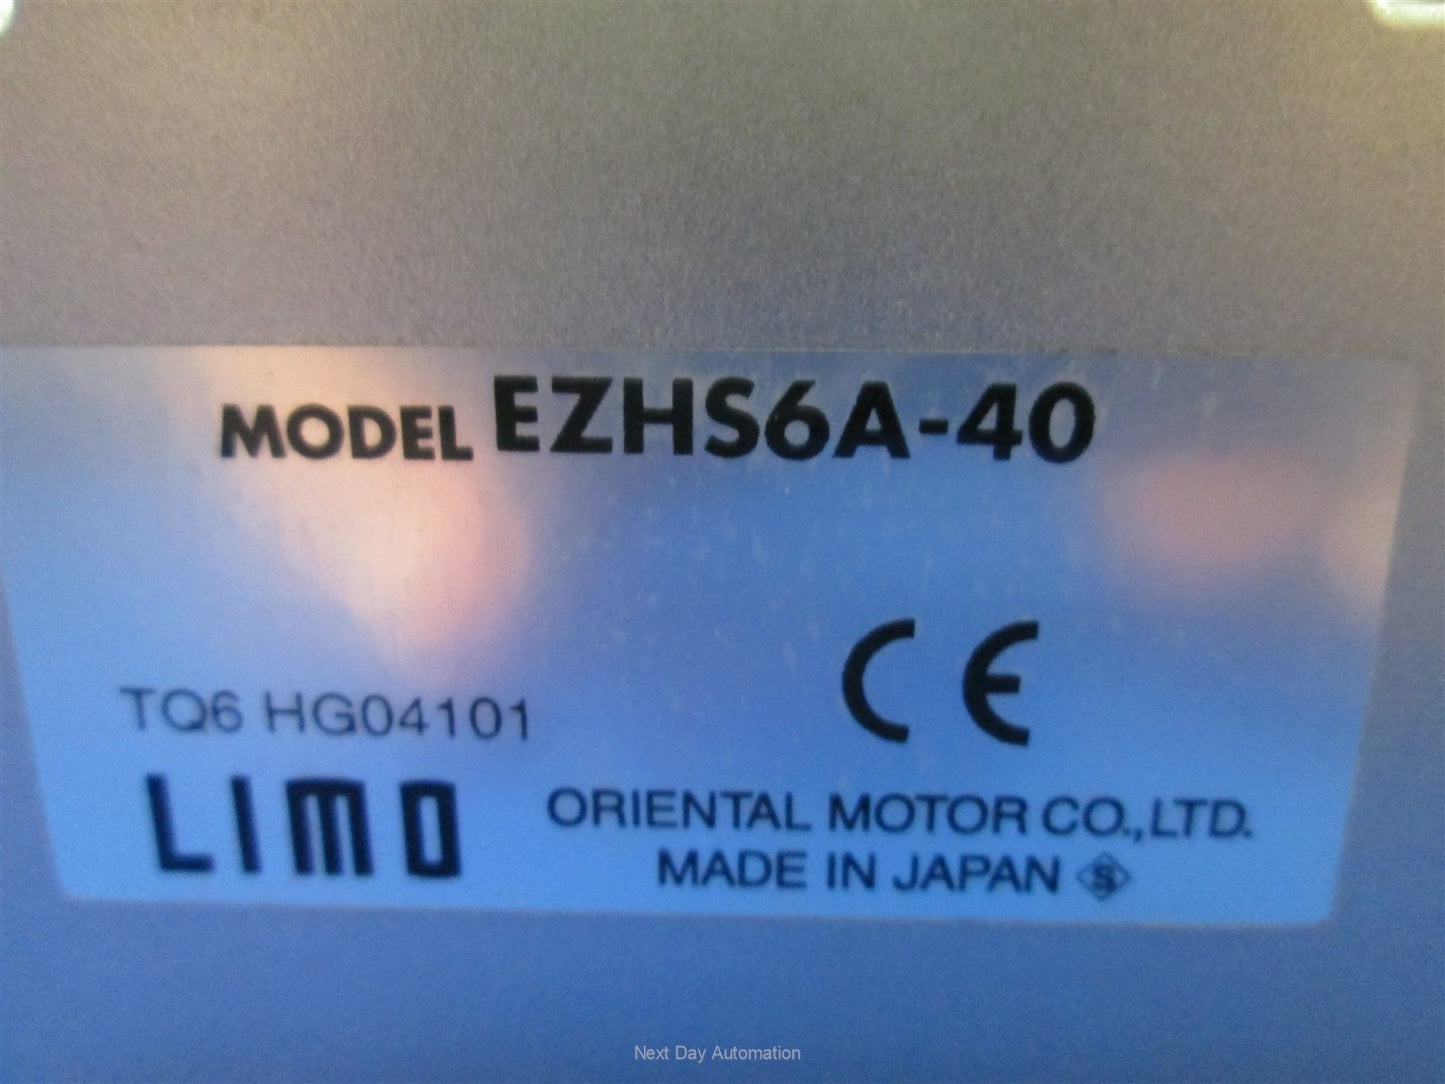 MODEL EZHS6A-40
CE
TQ6 HG04101
LIMO
ORIENTAL MOTOR CO.,LTD.
MADE IN JAPAN S
Next Day Automation